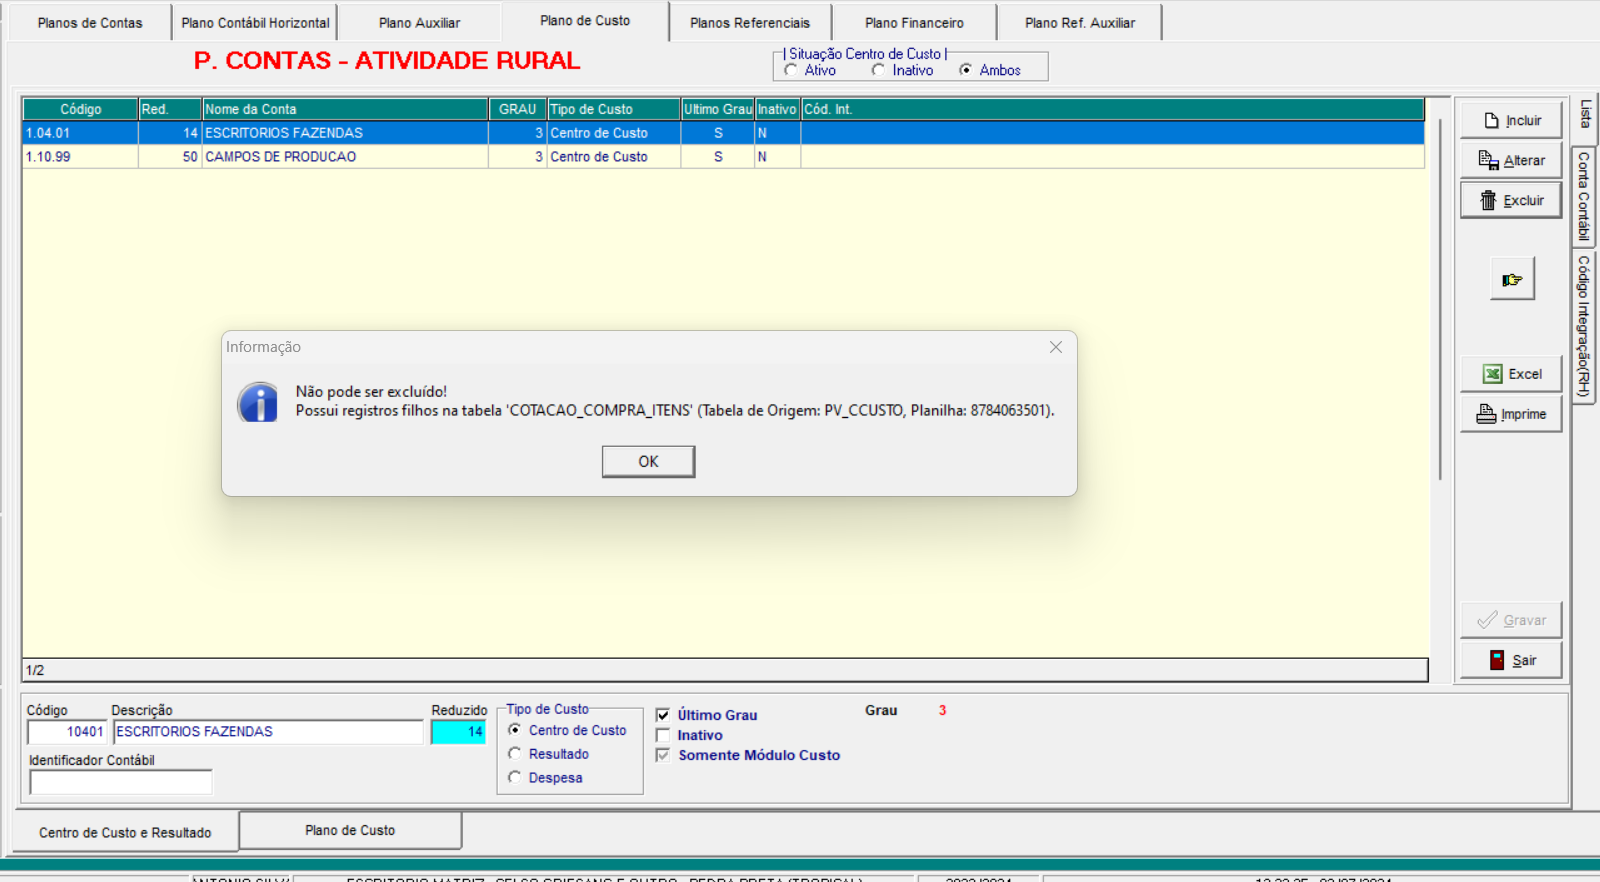 Planos de Contas
Plano Contábil Horizontal
Plano Auxiliar
Plano de Custo
Planos Referenciais
Plano Financeiro
Plano Ref. Auxiliar
P. CONTAS - ATIVIDADE RURAL
| Situação Centro de Custo |
Ativo Inativo Ambos
Código Red. Nome da Conta GRAU Tipo de Custo Ultimo Grau Inativo Cód. Int.
1.04.01 14 ESCRITORIOS FAZENDAS 3 Centro de Custo S N
1.10.99 50 CAMPOS DE PRODUCAO 3 Centro de Custo S N
Incluir
Alterar
Excluir
Excel
Imprime
Gravar
Sair
Lista
Conta Contábil
Código Integração(RH)
Informação
Não pode ser excluído!
Possui registros filhos na tabela 'COTACAO_COMPRA_ITENS' (Tabela de Origem: PV_CCUSTO, Planilha: 8784063501).
OK
1/2
Código Descrição Reduzido
10401 ESCRITORIOS FAZENDAS 14
Identificador Contábil
Tipo de Custo
Centro de Custo
Resultado
Despesa
Último Grau
Inativo
Somente Módulo Custo
Grau 3
Centro de Custo e Resultado
Plano de Custo